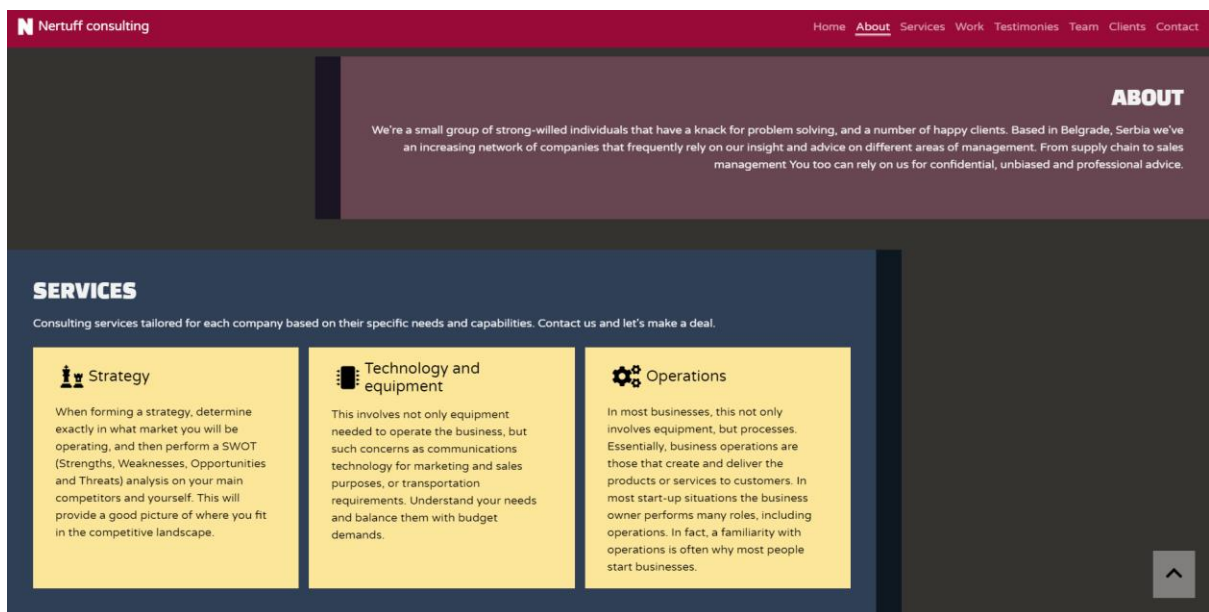 N Nertuff consulting
Home About Services Work Testimonies Team Clients Contact
ABOUT
We're a small group of strong-willed individuals that have a knack for problem solving, and a number of happy clients. Based in Belgrade, Serbia we've
an increasing network of companies that frequently rely on our insight and advice on different areas of management. From supply chain to sales
management You too can rely on us for confidential, unbiased and professional advice.
SERVICES
Consulting services tailored for each company based on their specific needs and capabilities. Contact us and let's make a deal.
Strategy
When forming a strategy, determine
exactly in what market you will be
operating, and then perform a SWOT
(Strengths, Weaknesses, Opportunities
and Threats) analysis on your main
competitors and yourself. This will
provide a good picture of where you fit
in the competitive landscape.
Technology and
equipment
This involves not only equipment
needed to operate the business, but
such concerns as communications
technology for marketing and sales
purposes, or transportation
requirements. Understand your needs
and balance them with budget
demands.
Operations
In most businesses, this not only
involves equipment, but processes.
Essentially, business operations are
those that create and deliver the
products or services to customers. In
most start-up situations the business
owner performs many roles, including
operations. In fact, a familiarity with
operations is often why most people
start businesses.